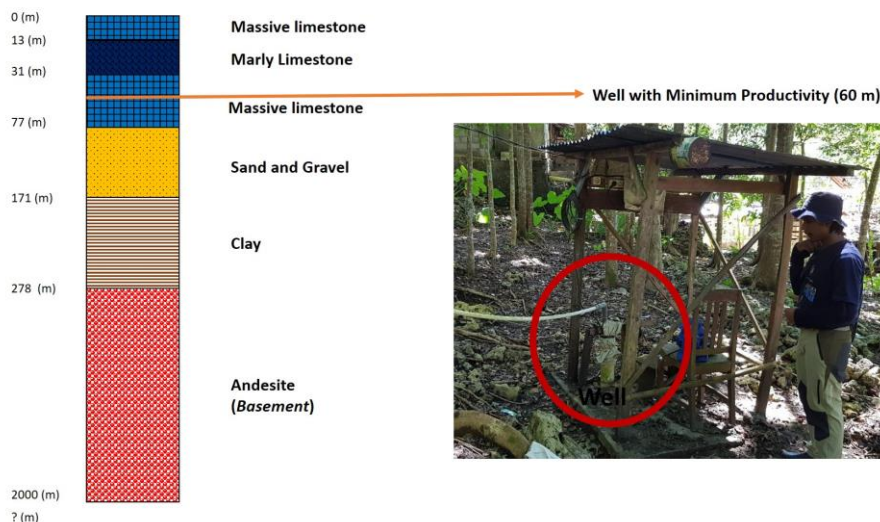 0 (m)
Massive limestone
13 (m)
Marly Limestone
31 (m)
Well with Minimum Productivity (60 m)
Massive limestone
77 (m)
Sand and Gravel
171 (m)
Clay
278 (m)
Andesite
(Basement)
2000 (m)
? (m)
Well